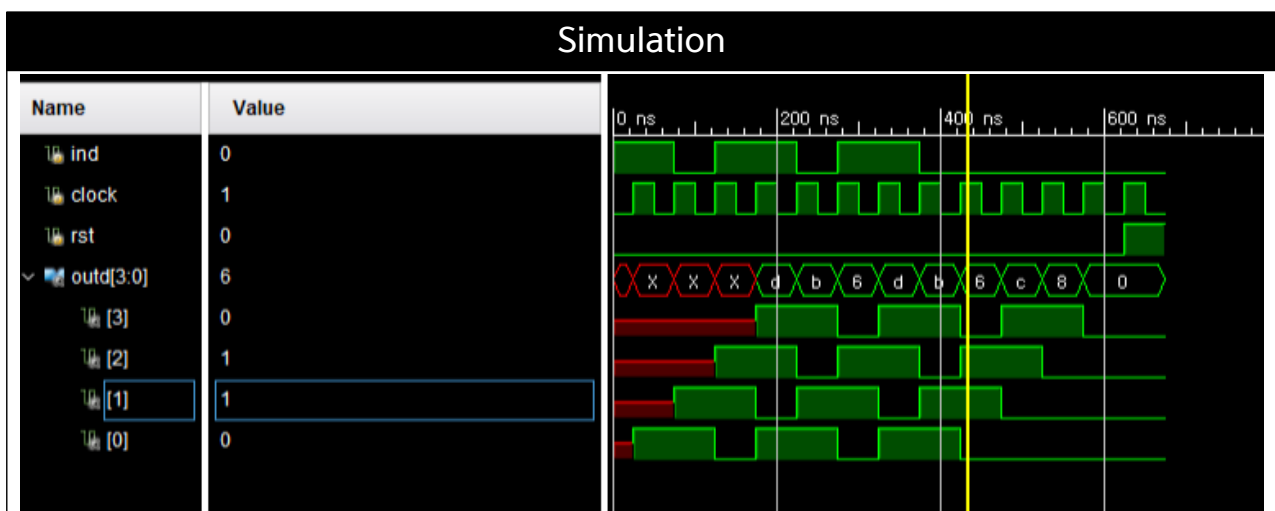 Simulation
Name Value
0 ns 200 ns 400 ns 600 ns
ind 0
clock 1
rst 0
outd[3:0] 6 X X X d b 6 d b 6 c 8 0
[3] 0
[2] 1
[1] 1
[0] 0